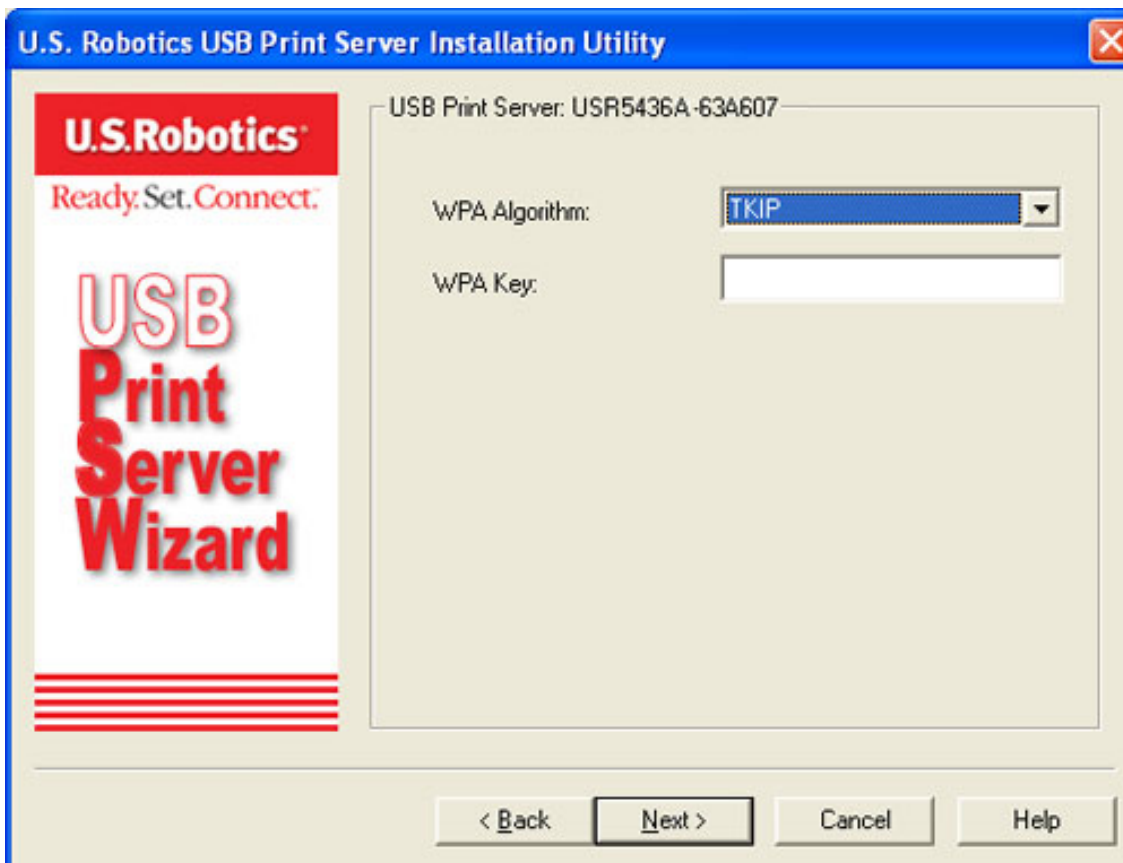 U.S. Robotics USB Print Server Installation Utility
U.S.Robotics
Ready. Set. Connect.™
USB
Print
Server
Wizard
USB Print Server: USR5436A-63A607
WPA Algorithm:
TKIP
WPA Key:
< Back
Next >
Cancel
Help